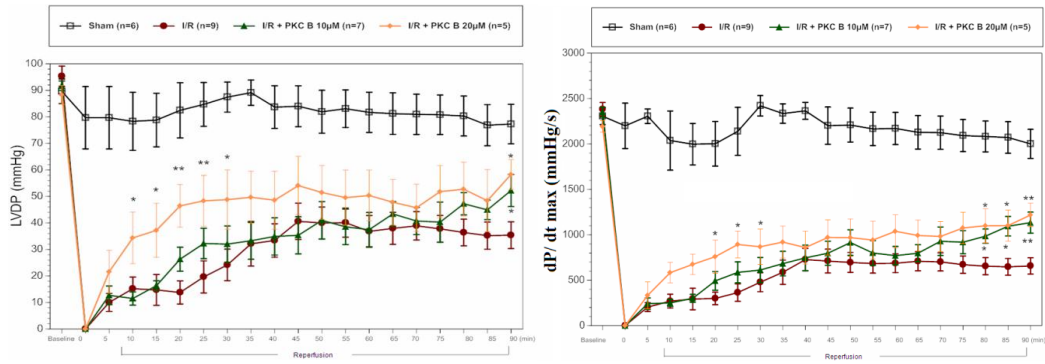 Sham (n=6) I/R (n=9) I/R + PKC B 10µM (n=7) I/R + PKC B 20µM (n=5)
LVDP (mmHg)
100
90
80
70
60
50
40
30
20
10
0
* * ** ** * *
*
Baseline 0 5 10 15 20 25 30 35 40 45 50 55 60 65 70 75 80 85 90 (min)
Reperfusion
Sham (n=6) I/R (n=9) I/R + PKC B 10µM (n=7) I/R + PKC B 20µM (n=5)
dP/ dt max (mmHg/s)
3000
2500
2000
1500
1000
500
0
* * * * * **
* * **
Baseline 0 5 10 15 20 25 30 35 40 45 50 55 60 65 70 75 80 85 90 (min)
Reperfusion